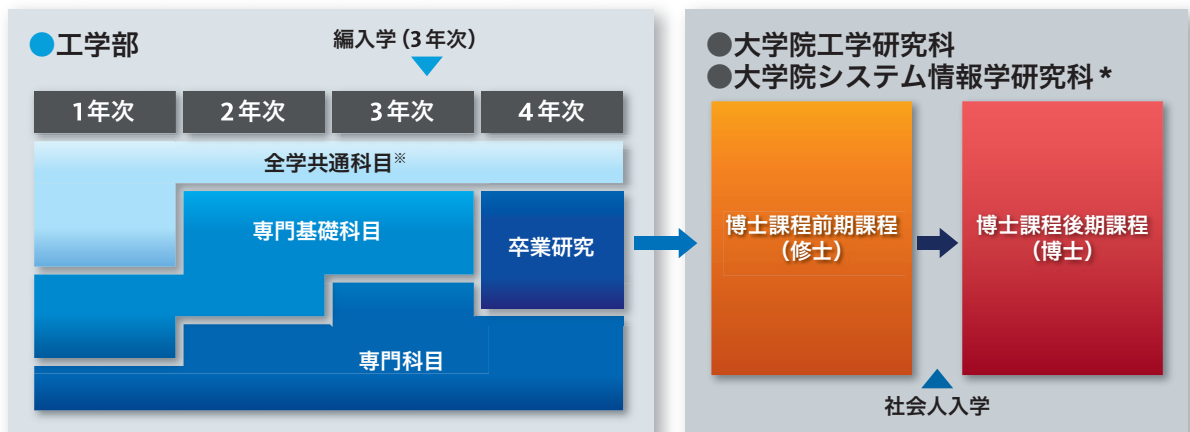 ●工学部
編入学（3年次）
1年次
2年次
3年次
4年次
全学共通科目※
専門基礎科目
卒業研究
専門科目
●大学院工学研究科
●大学院システム情報学研究科*
博士課程前期課程
（修士）
博士課程後期課程
（博士）
社会人入学